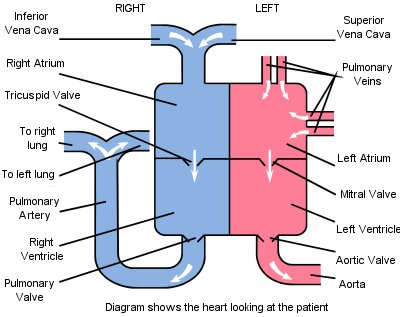 RIGHT
LEFT
Inferior
Vena Cava
Superior
Vena Cava
Right Atrium
Pulmonary
Veins
Tricuspid Valve
To right
lung
Left Atrium
To left lung
Mitral Valve
Pulmonary
Artery
Left Ventricle
Right
Ventricle
Aortic Valve
Pulmonary
Valve
Aorta
Diagram shows the heart looking at the patient